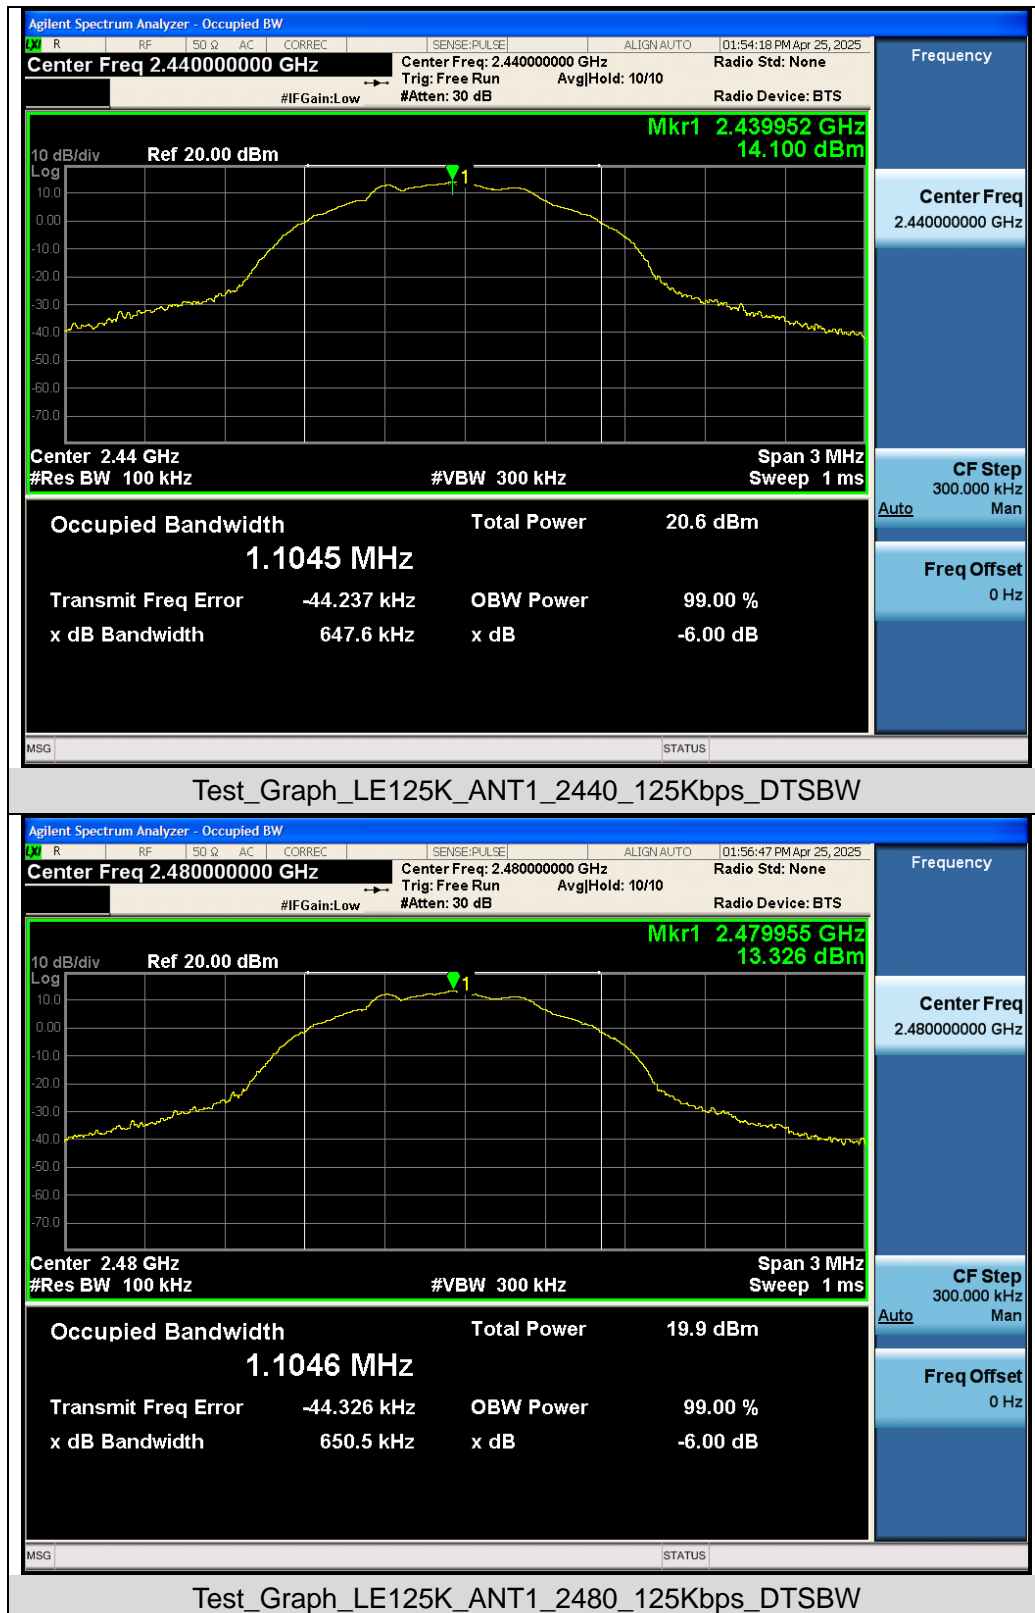 Agilent Spectrum Analyzer - Occupied BW
LXI R RF 50 Ω AC CORREC SENSE:PULSE ALIGN AUTO 01:54:18 PM Apr 25, 2025
Center Freq 2.440000000 GHz Center Freq: 2.440000000 GHz Radio Std: None Frequency
Trig: Free Run Avg|Hold: 10/10
#IFGain:Low #Atten: 30 dB Radio Device: BTS
Mkr1 2.439952 GHz
10 dB/div Ref 20.00 dBm 14.100 dBm
Log
1
10.0
0.00
-10.0
-20.0
-30.0
-40.0
-50.0
-60.0
-70.0
Center Freq
2.440000000 GHz
Center 2.44 GHz Span 3 MHz
#Res BW 100 kHz #VBW 300 kHz Sweep 1 ms
CF Step
300.000 kHz
Auto Man
Occupied Bandwidth Total Power 20.6 dBm
1.1045 MHz
Freq Offset
0 Hz
Transmit Freq Error -44.237 kHz OBW Power 99.00 %
x dB Bandwidth 647.6 kHz x dB -6.00 dB
MSG STATUS
Test_Graph_LE125K_ANT1_2440_125Kbps_DTSBW
Agilent Spectrum Analyzer - Occupied BW
LXI R RF 50 Ω AC CORREC SENSE:PULSE ALIGN AUTO 01:56:47 PM Apr 25, 2025
Center Freq 2.480000000 GHz Center Freq: 2.480000000 GHz Radio Std: None Frequency
Trig: Free Run Avg|Hold: 10/10
#IFGain:Low #Atten: 30 dB Radio Device: BTS
Mkr1 2.479955 GHz
10 dB/div Ref 20.00 dBm 13.326 dBm
Log
1
10.0
0.00
-10.0
-20.0
-30.0
-40.0
-50.0
-60.0
-70.0
Center Freq
2.480000000 GHz
Center 2.48 GHz Span 3 MHz
#Res BW 100 kHz #VBW 300 kHz Sweep 1 ms
CF Step
300.000 kHz
Auto Man
Occupied Bandwidth Total Power 19.9 dBm
1.1046 MHz
Freq Offset
0 Hz
Transmit Freq Error -44.326 kHz OBW Power 99.00 %
x dB Bandwidth 650.5 kHz x dB -6.00 dB
MSG STATUS
Test_Graph_LE125K_ANT1_2480_125Kbps_DTSBW